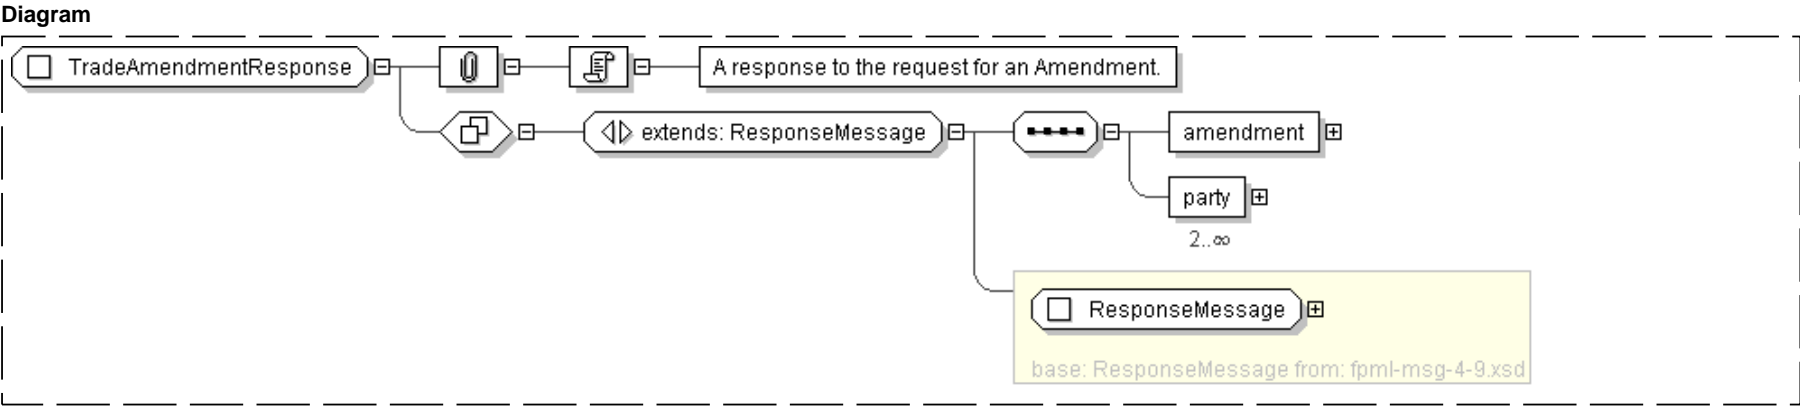 Diagram
TradeAmendmentResponse
A response to the request for an Amendment.
extends: ResponseMessage
amendment
party
2..∞
ResponseMessage
base: ResponseMessage from: fpml-msg-4-9.xsd